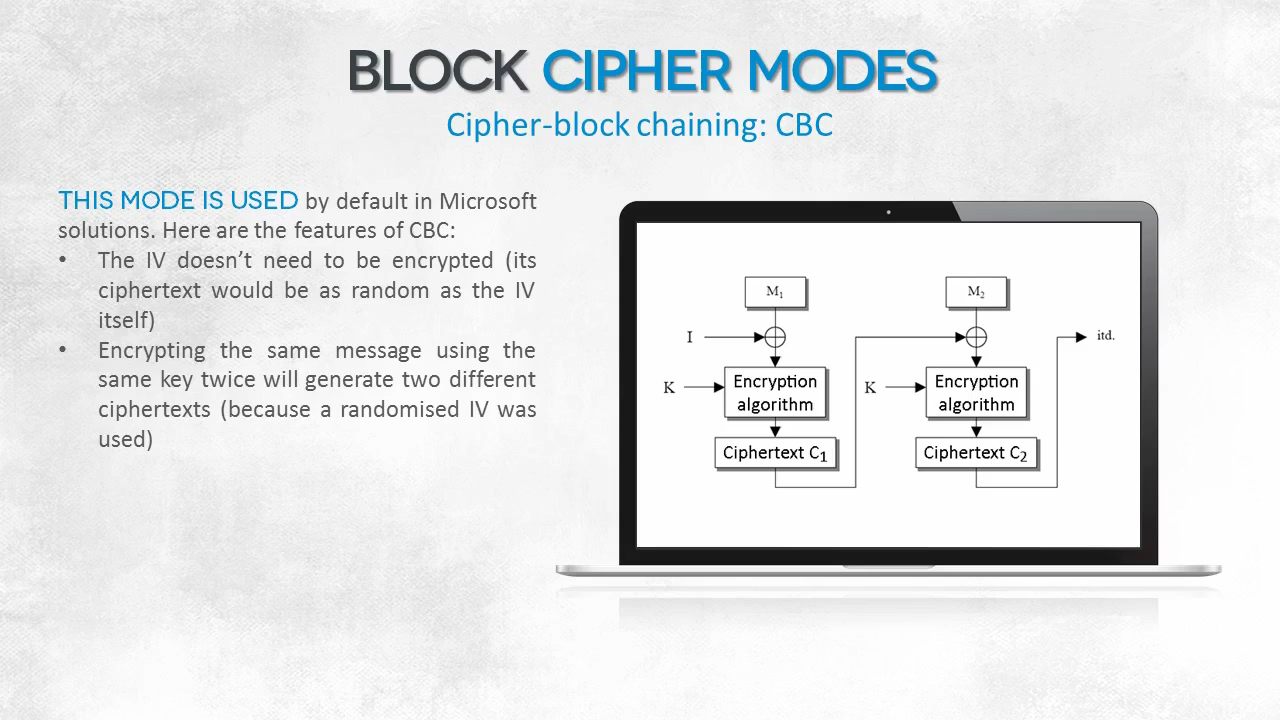 BLOCK CIPHER MODES
Cipher-block chaining: CBC
THIS MODE IS USED by default in Microsoft
solutions. Here are the features of CBC:
• The IV doesn’t need to be encrypted (its
ciphertext would be as random as the IV
itself)
• Encrypting the same message using the
same key twice will generate two different
ciphertexts (because a randomised IV was
used)
M₁
M₂
I
itd.
K
Encryption
algorithm
K
Encryption
algorithm
Ciphertext C₁
Ciphertext C₂